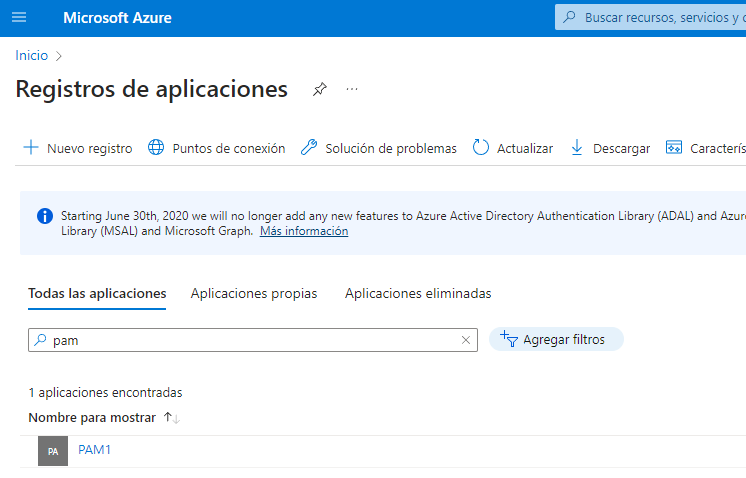 Microsoft Azure
Buscar recursos, servicios y
Inicio
Registros de aplicaciones
Nuevo registro
Puntos de conexión
Solución de problemas
Actualizar
Descargar
Starting June 30th, 2020 we will no longer add any new features to Azure Active Directory Authentication Library (ADAL) and
Library (MSAL) and Microsoft Graph. Más información
Todas las aplicaciones
Aplicaciones propias
Aplicaciones eliminadas
pam
Agregar filtros
1 aplicaciones encontradas
Nombre para mostrar
PA
PAM1